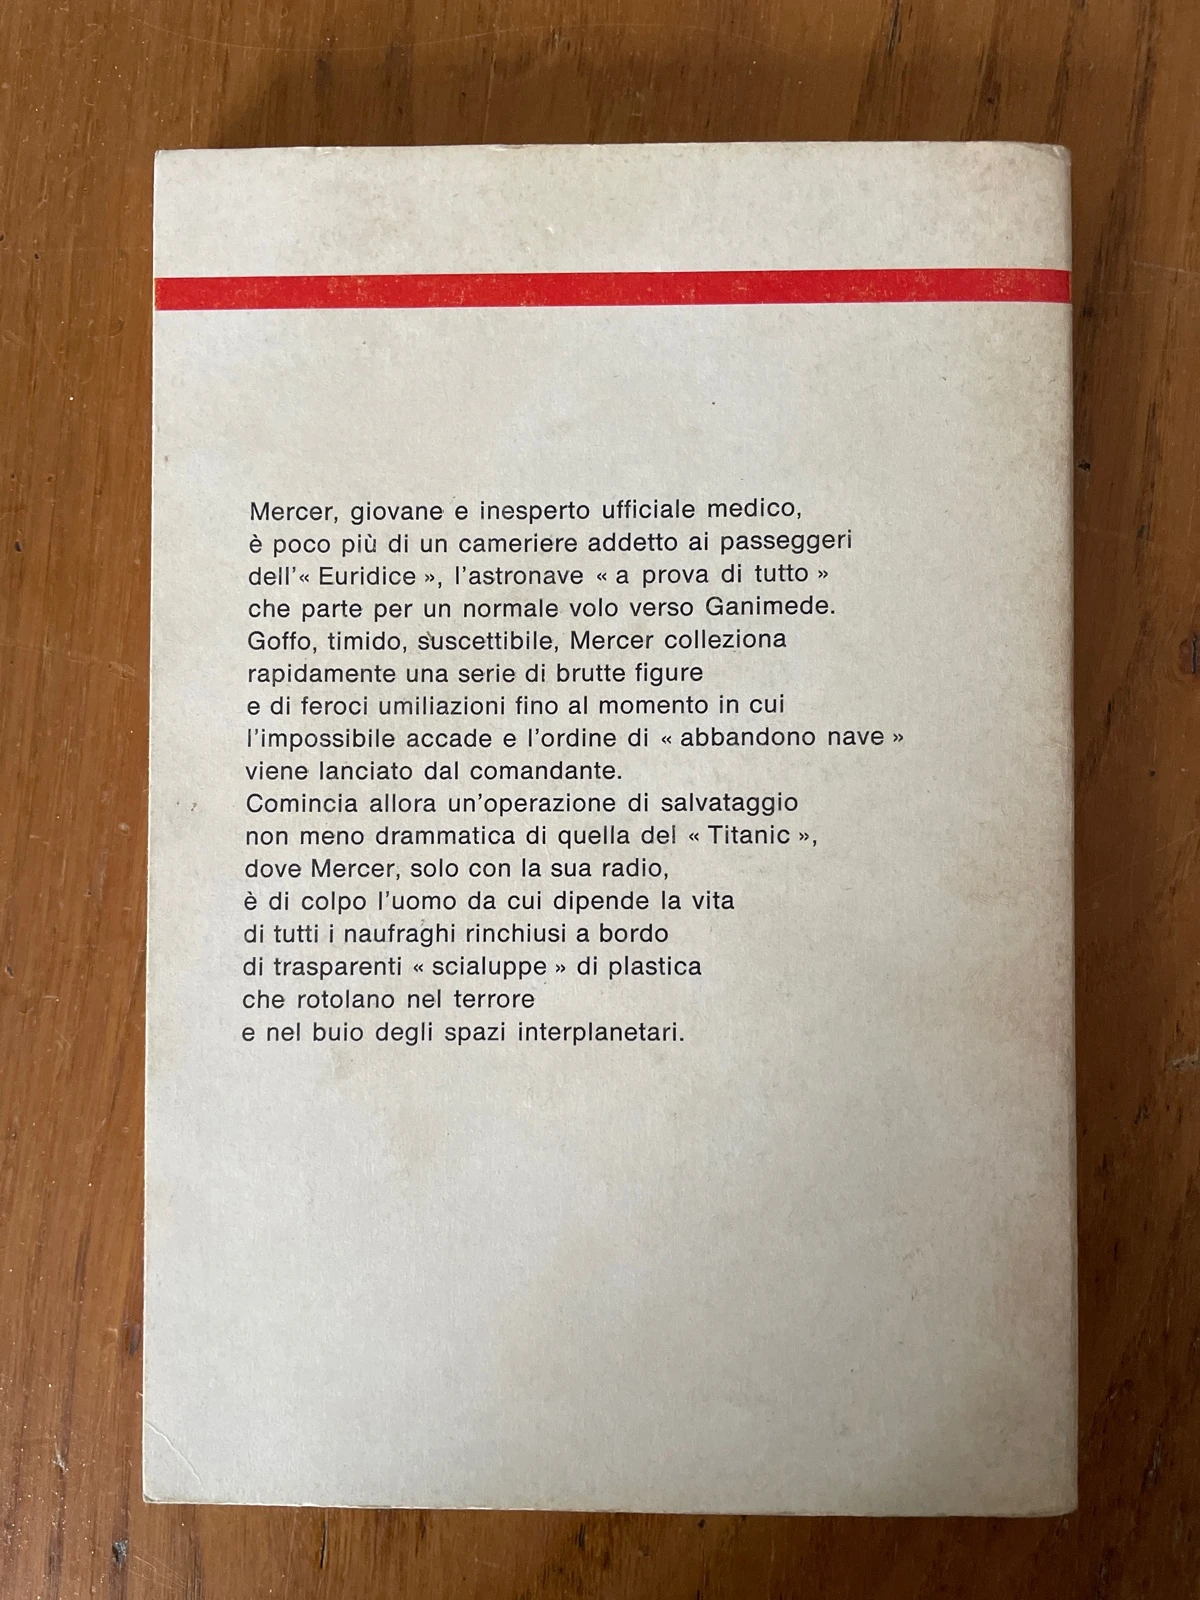 Mercer, giovane e inesperto ufficiale medico,
è poco più di un cameriere addetto ai passeggeri
dell'« Euridice », l'astronave « a prova di tutto »
che parte per un normale volo verso Ganimede.
Goffo, timido, suscettibile, Mercer colleziona
rapidamente una serie di brutte figure
e di feroci umiliazioni fino al momento in cui
l'impossibile accade e l'ordine di « abbandono nave »
viene lanciato dal comandante.
Comincia allora un'operazione di salvataggio
non meno drammatica di quella del « Titanic »,
dove Mercer, solo con la sua radio,
è di colpo l'uomo da cui dipende la vita
di tutti i naufraghi rinchiusi a bordo
di trasparenti « scialuppe » di plastica
che rotolano nel terrore
e nel buio degli spazi interplanetari.